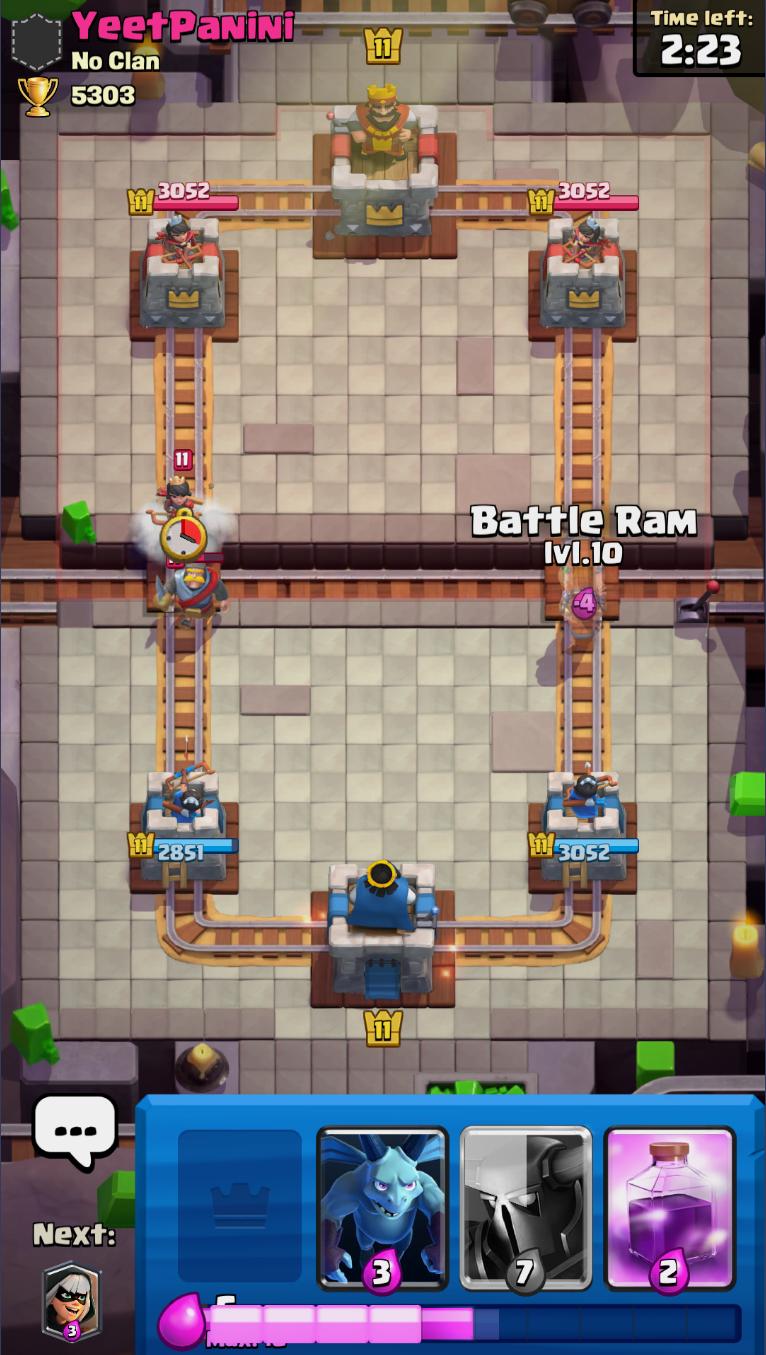 YeetPanini
No Clan
5303
11
Time left:
2:23
11 3052
11 3052
11
Battle Ram
lvl.10
-4
11 2851
11 3052
11
...
3
7
2
Next:
3